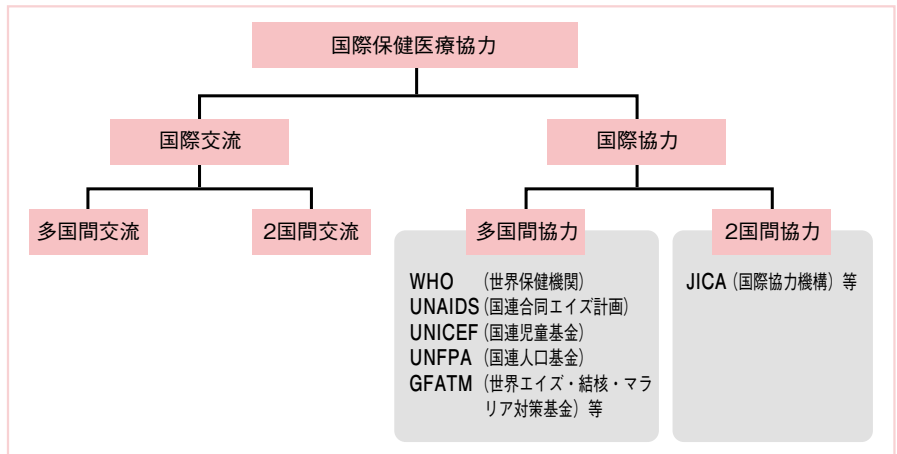 国際保健医療協力
国際交流
国際協力
多国間交流
2国間交流
多国間協力
2国間協力
WHO (世界保健機関)
UNAIDS (国連合同エイズ計画)
UNICEF (国連児童基金)
UNFPA (国連人口基金)
GFATM (世界エイズ・結核・マラ
リア対策基金) 等
JICA (国際協力機構) 等